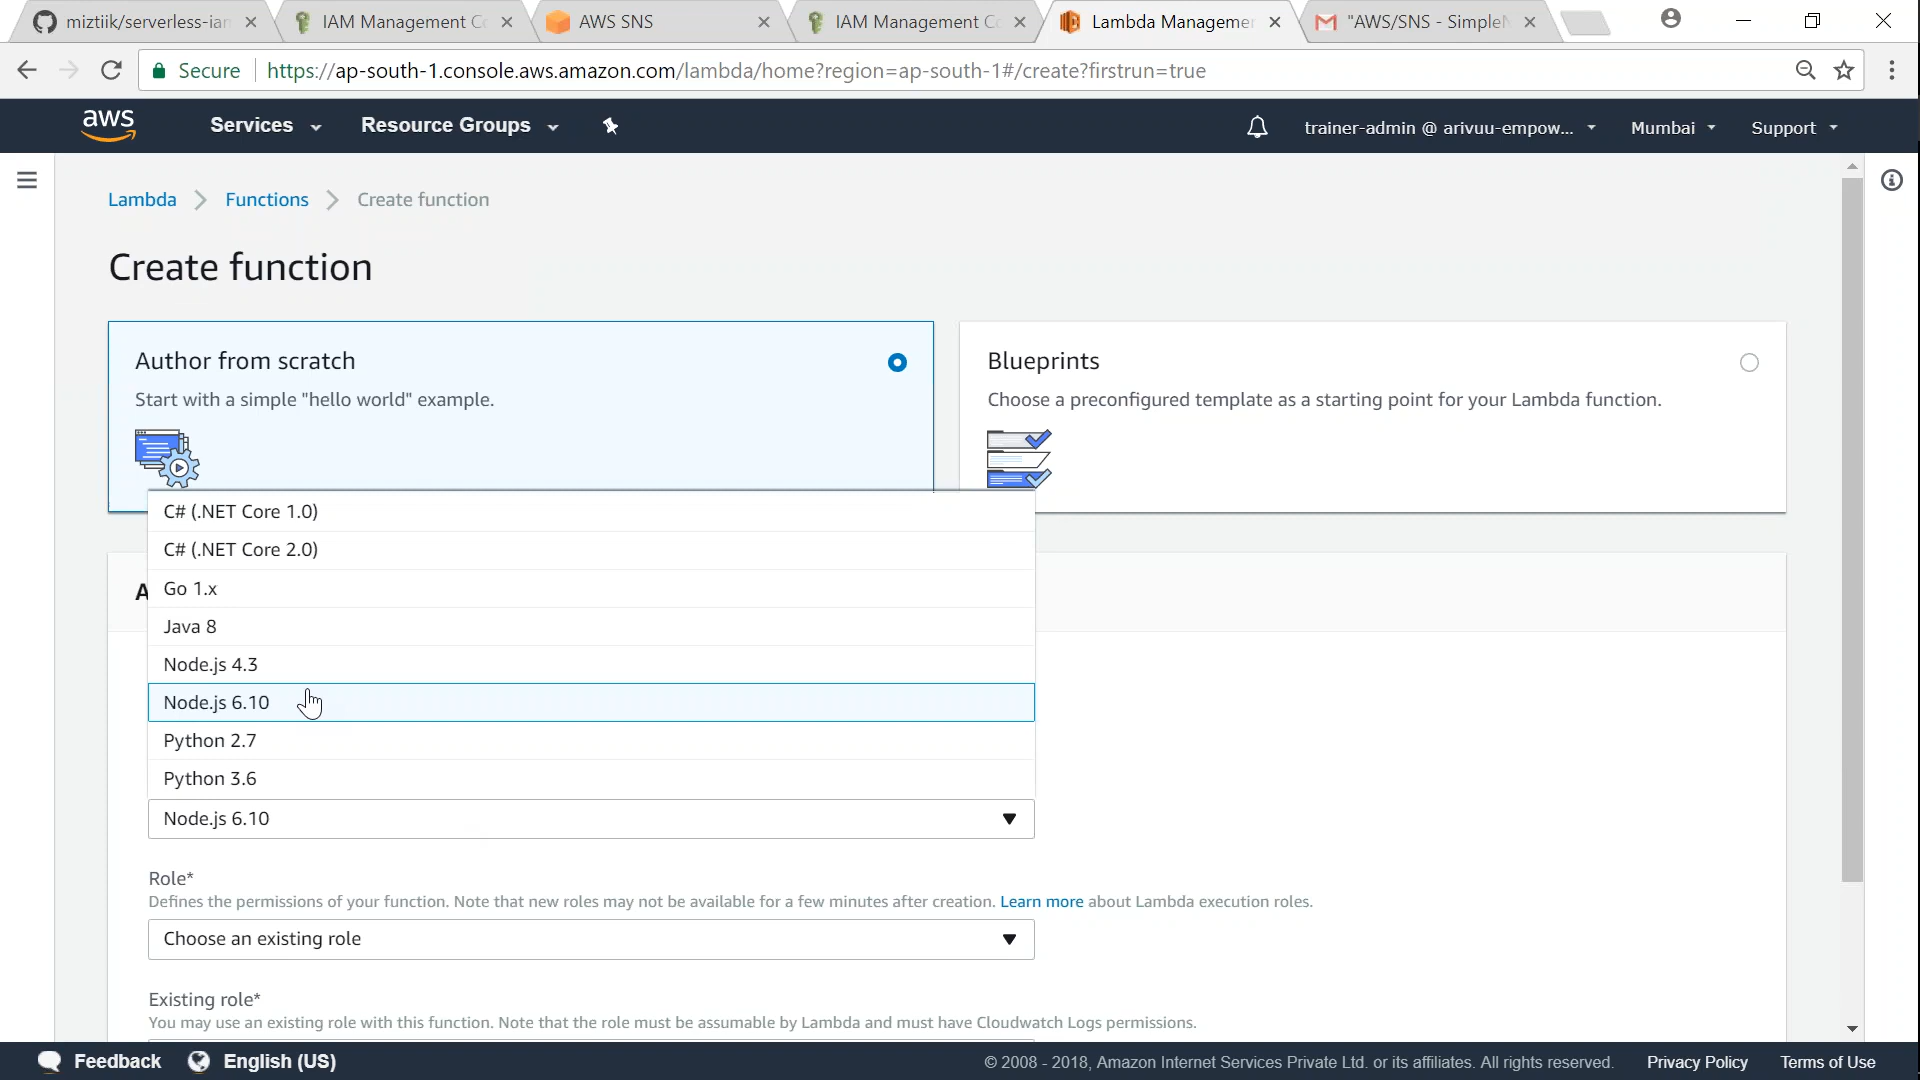 miztiik/serverless-iam
IAM Management Co
AWS SNS
IAM Management Co
Lambda Management
"AWS/SNS - SimpleN
Secure https://ap-south-1.console.aws.amazon.com/lambda/home?region=ap-south-1#/create?firstrun=true
aws Services Resource Groups trainer-admin @ arivuu-empow... Mumbai Support
Lambda Functions Create function
Create function
Author from scratch
Start with a simple "hello world" example.
Blueprints
Choose a preconfigured template as a starting point for your Lambda function.
C# (.NET Core 1.0)
C# (.NET Core 2.0)
Go 1.x
A
Java 8
Node.js 4.3
Node.js 6.10
Python 2.7
Python 3.6
Node.js 6.10
Role*
Defines the permissions of your function. Note that new roles may not be available for a few minutes after creation. Learn more about Lambda execution roles.
Choose an existing role
Existing role*
You may use an existing role with this function. Note that the role must be assumable by Lambda and must have Cloudwatch Logs permissions.
Feedback English (US) © 2008 - 2018, Amazon Internet Services Private Ltd. or its affiliates. All rights reserved. Privacy Policy Terms of Use